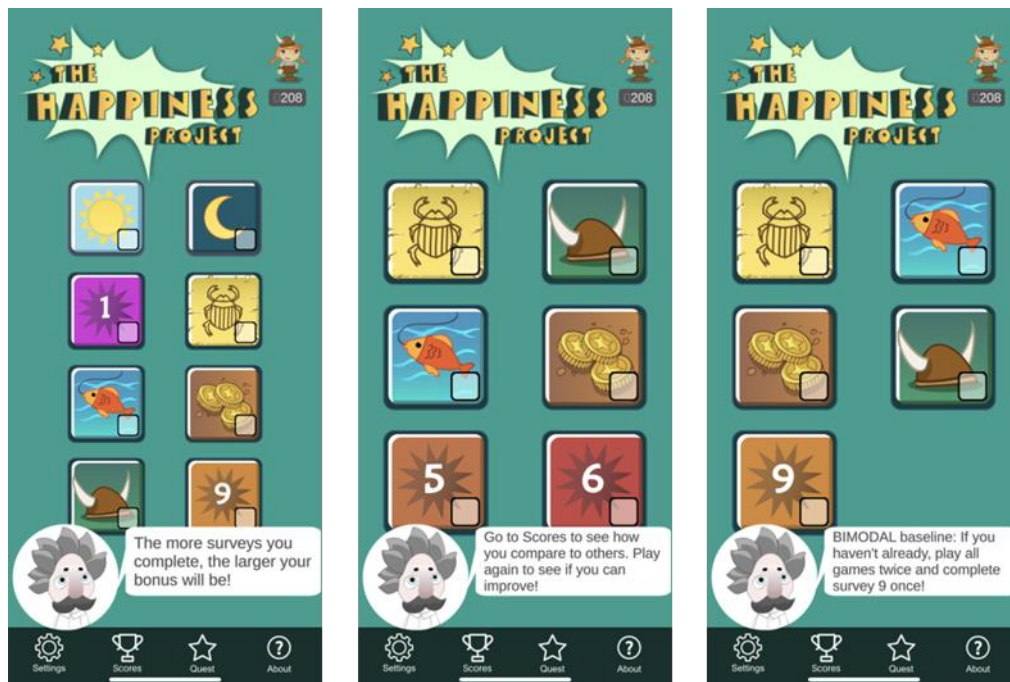 THE
HAPPINESS
PROJECT
208
1
9
The more surveys you
complete, the larger your
bonus will be!
Settings
Scores
Quest
About
THE
HAPPINESS
PROJECT
208
5
6
Go to Scores to see how
you compare to others. Play
again to see if you can
improve!
Settings
Scores
Quest
About
THE
HAPPINESS
PROJECT
208
9
BIMODAL baseline: If you
haven't already, play all
games twice and complete
survey 9 once!
Settings
Scores
Quest
About